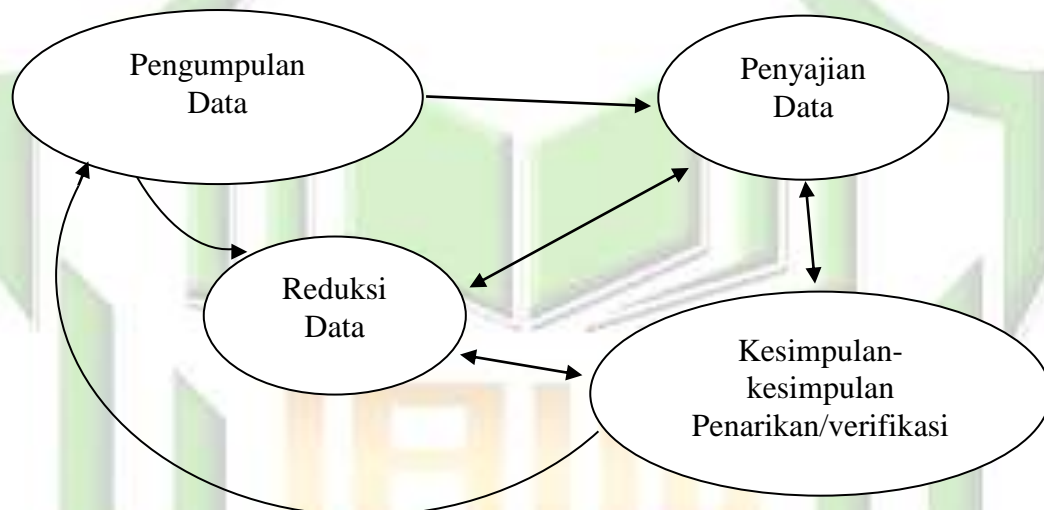 Pengumpulan
Data
Penyajian
Data
Reduksi
Data
Kesimpulan-
kesimpulan
Penarikan/verifikasi